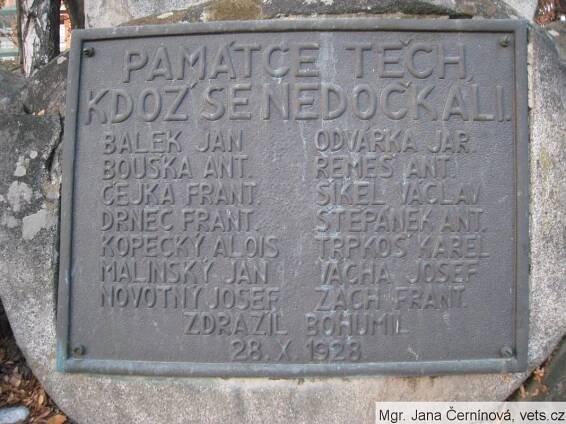 PAMÁTCE TĚCH,
KDOŽ SE NEDOČKALI.
BÁLEK JAN
BOUŠKA ANT.
ČEJKA FRANT.
DRNEC FRANT.
KOPECKÝ ALOIS
MALINSKÝ JAN
NOVOTNÝ JOSEF
ODVÁRKA JAR.
REMEŠ ANT.
SIKEL VÁCLAV
ŠTĚPÁNEK ANT.
TRPKOŠ KAREL
VÁCHA JOSEF
ZACH FRANT.
ZDRAŽIL BOHUMIL
28. X. 1928
Mgr. Jana Černínová, vets.cz